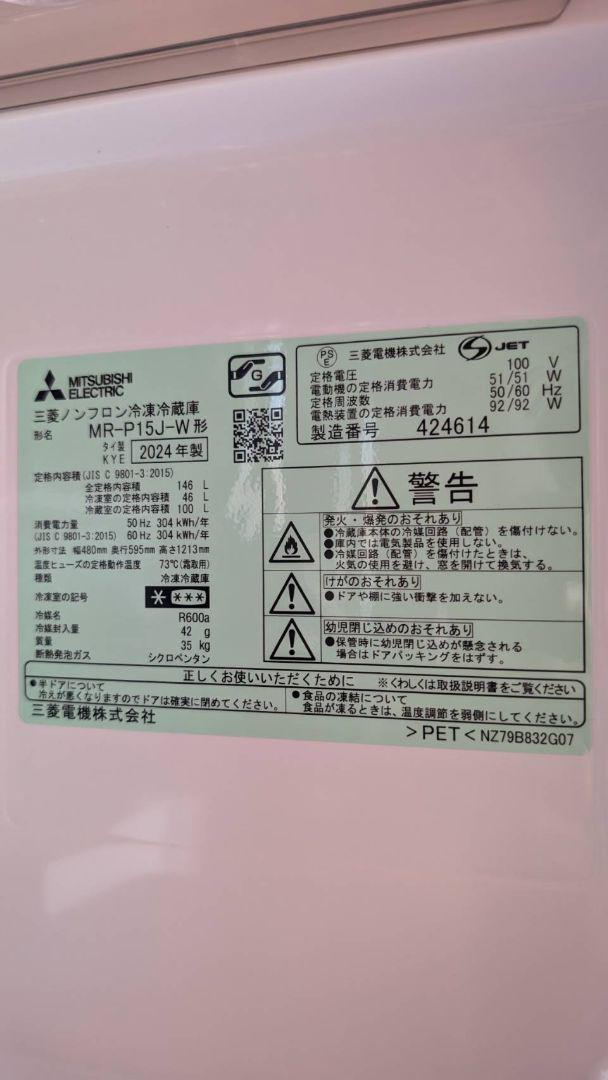 MITSUBISHI
ELECTRIC
G
三菱ノンフロン冷凍冷蔵庫
形名 MR-P15J-W形
タイ製
KYE 2024年製
定格内容積(JIS C 9801-3:2015)
全定格内容積 146 L
冷凍室の定格内容積 46 L
冷蔵室の定格内容積 100 L
消費電力量 50 Hz 304 kWh/年
(JIS C 9801-3:2015) 60 Hz 304 kWh/年
外形寸法 幅480mm 奥行595mm 高さ1213mm
温度ヒューズの定格動作温度 73℃(霜取用)
種類 冷凍冷蔵庫
冷凍室の記号 * ***
冷媒名 R600a
冷媒封入量 42 g
質量 35 kg
断熱発泡ガス シクロペンタン
PS
E
三菱電機株式会社 JET
定格電圧 100 V
電動機の定格消費電力 51/51 W
定格周波数 50/60 Hz
電熱装置の定格消費電力 92/92 W
製造番号 424614
警告
発火・爆発のおそれあり
●冷蔵庫本体の冷媒回路(配管)を傷付けない。
●庫内では電気製品を使用しない。
●冷媒回路(配管)を傷付けたときは、
火気の使用を避け、窓を開けて換気する。
けがのおそれあり
●ドアや棚に強い衝撃を加えない。
幼児閉じ込めのおそれあり
●保管時に幼児閉じ込めが懸念される
場合はドアパッキングをはずす。
正しくお使いいただくために ※くわしくは取扱説明書をご覧ください
●半ドアについて
冷えが悪くなりますのでドアは確実に閉めてください。
●食品の凍結について
食品が凍るときは、温度調節を弱側にしてください。
三菱電機株式会社
>PET< NZ79B832G07